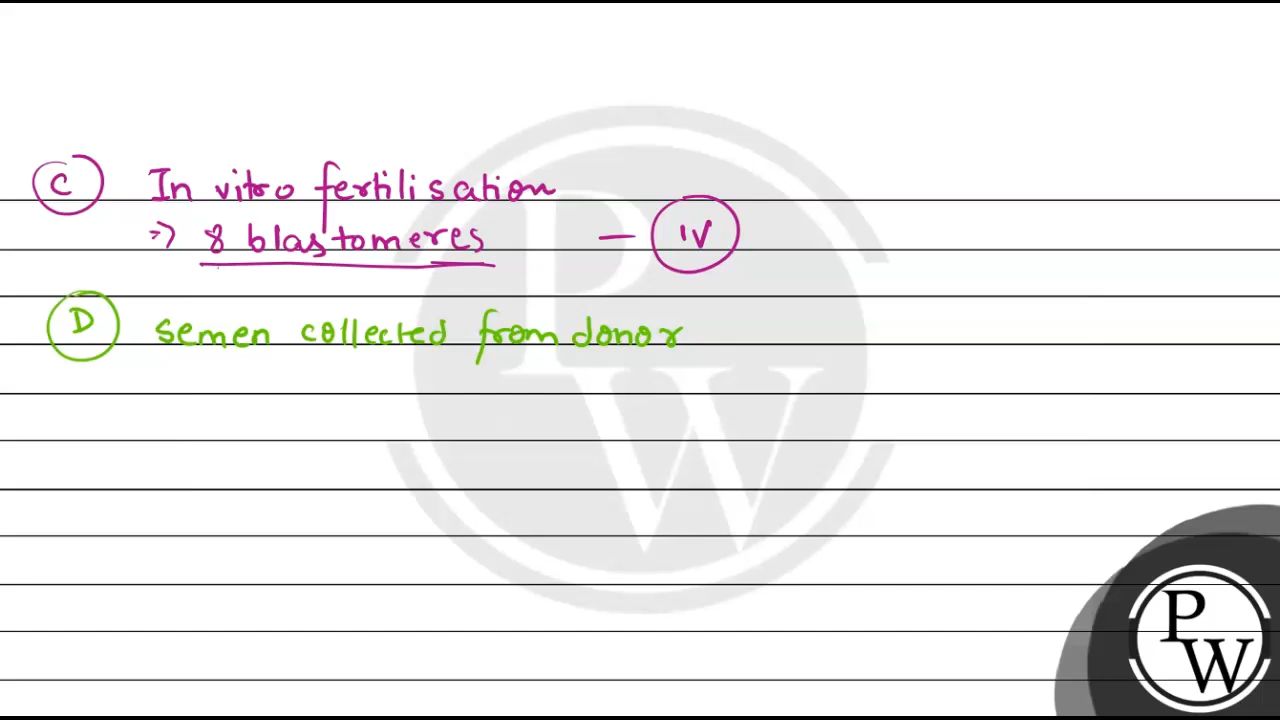 C In vitro fertilisation
⇒ 8 blastomeres — IV
D semen collected from donor
P
W
P
W